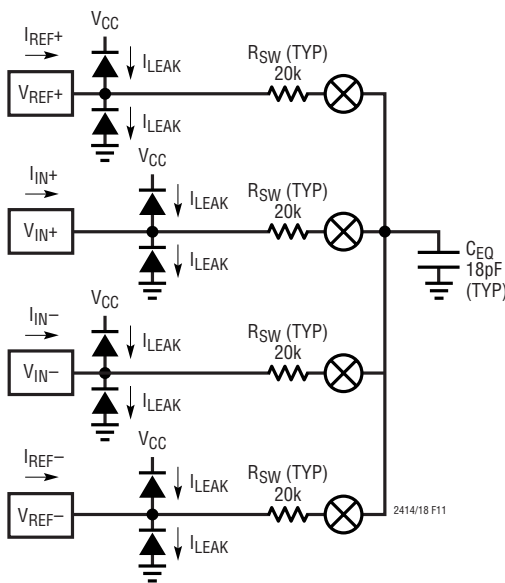 VCC
IREF+
ILEAK
RSW (TYP)
20k
VREF+
ILEAK
VCC
IIN+
ILEAK
RSW (TYP)
20k
VIN+
ILEAK
CEQ
18pF
(TYP)
VCC
IIN−
ILEAK
RSW (TYP)
20k
VIN−
ILEAK
VCC
IREF−
ILEAK
RSW (TYP)
20k
VREF−
ILEAK
2414/18 F11